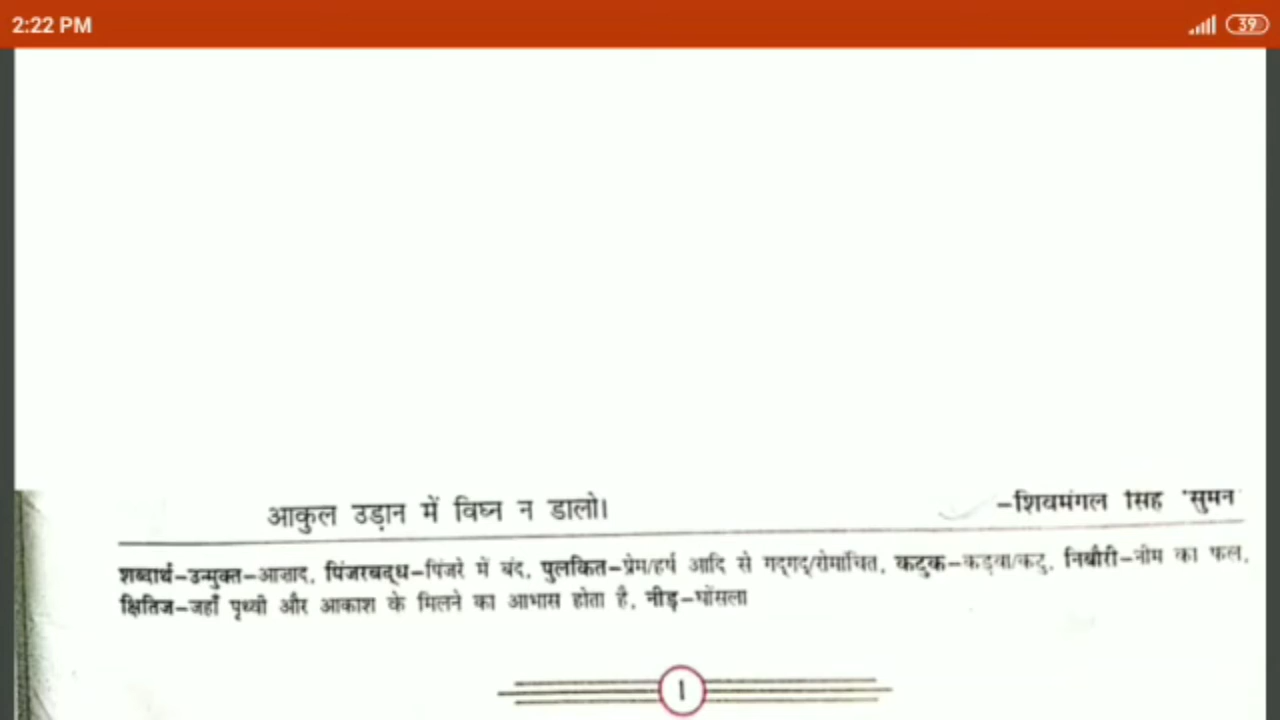 2:22 PM
39
आकुल उड़ान में विघ्न न डालो।
–शिवमंगल सिंह 'सुमन'
शब्दार्थ–उन्मुक्त–आज़ाद, पिंजरबद्ध–पिंजरे में बंद, पुलकित–प्रेम/हर्ष आदि से गद्गद्/रोमांचित, कटुक–कड़वा/कटु, निबौरी–नीम का फल,
क्षितिज–जहाँ पृथ्वी और आकाश के मिलने का आभास होता है, नीड़–घोंसला
1